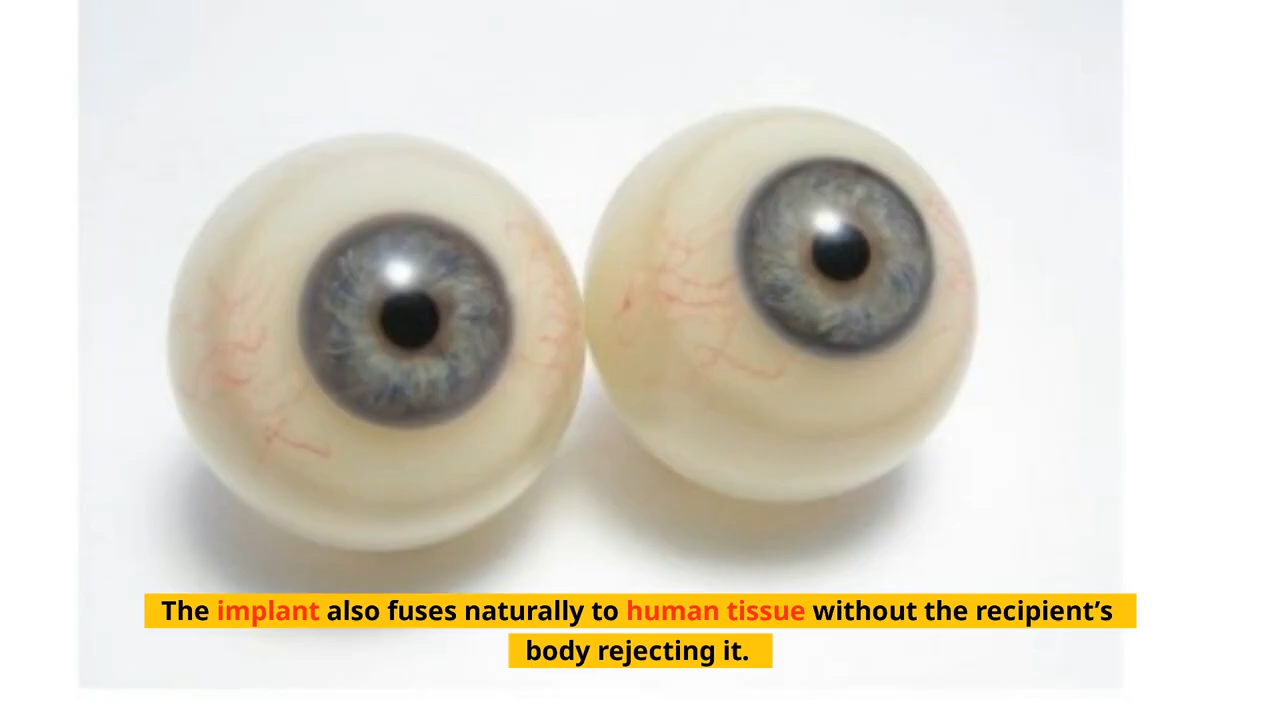 The implant also fuses naturally to human tissue without the recipient’s
body rejecting it.